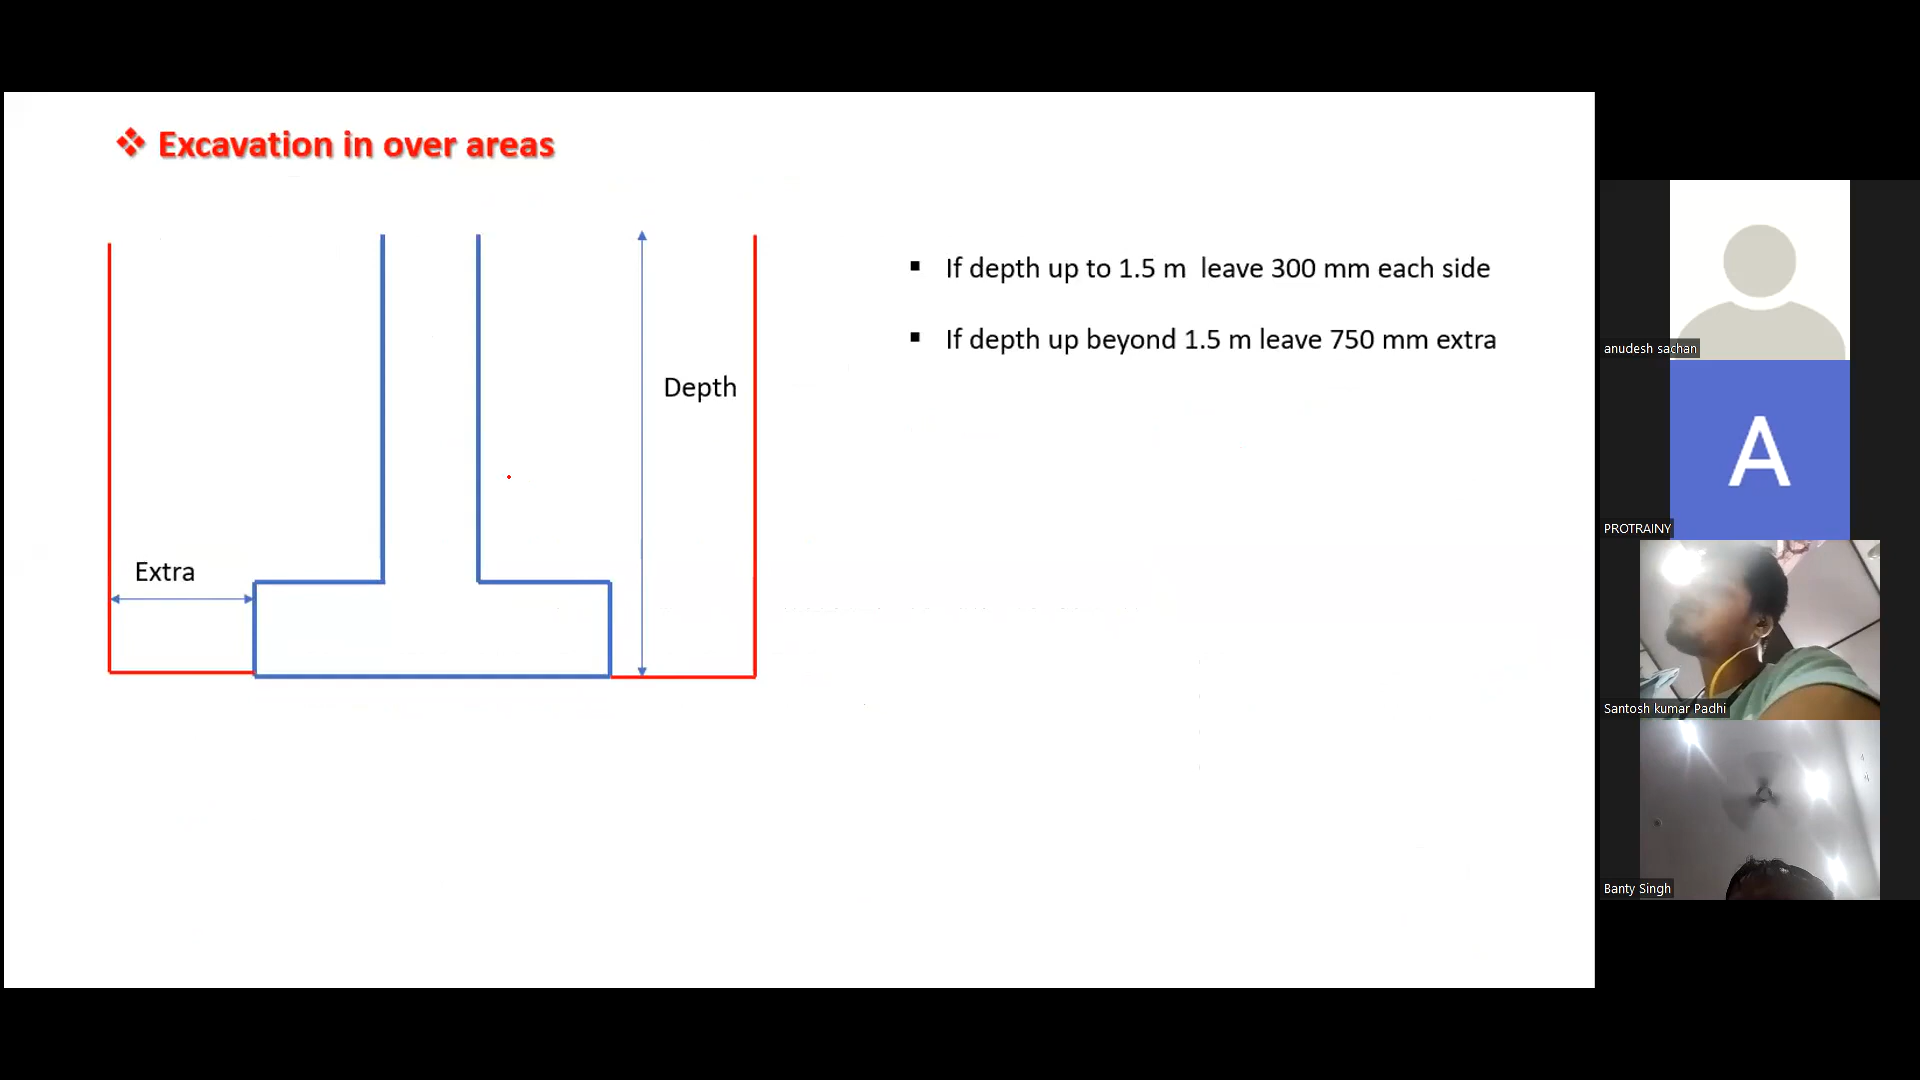 ❖ Excavation in over areas
▪ If depth up to 1.5 m leave 300 mm each side
▪ If depth up beyond 1.5 m leave 750 mm extra
Depth
Extra
anudesh sachan
A
PROTRAINY
Santosh kumar Padhi
Banty Singh